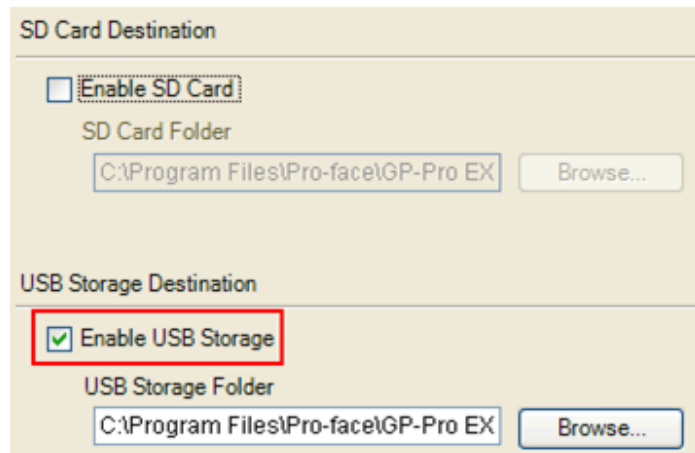 SD Card Destination
Enable SD Card
SD Card Folder
C:\Program Files\Pro-face\GP-Pro EX Browse...
USB Storage Destination
Enable USB Storage
USB Storage Folder
C:\Program Files\Pro-face\GP-Pro EX Browse...